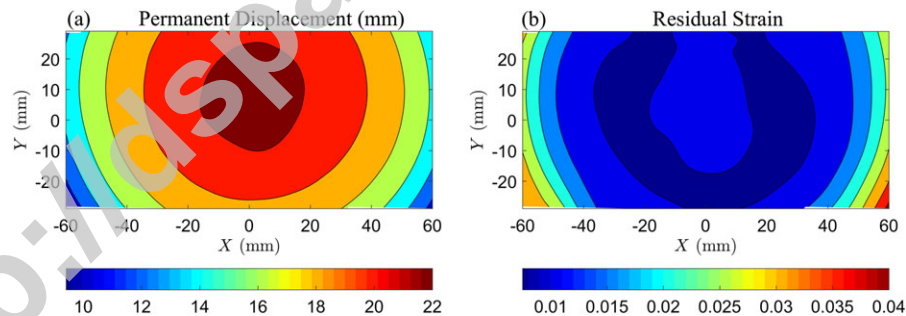 (a) Permanent Displacement (mm)
(b) Residual Strain
Y (mm)
20
10
0
-10
-20
-60 -40 -20 0 20 40 60
X (mm)
10 12 14 16 18 20 22
Y (mm)
20
10
0
-10
-20
-60 -40 -20 0 20 40 60
X (mm)
0.01 0.015 0.02 0.025 0.03 0.035 0.04
p://dspa